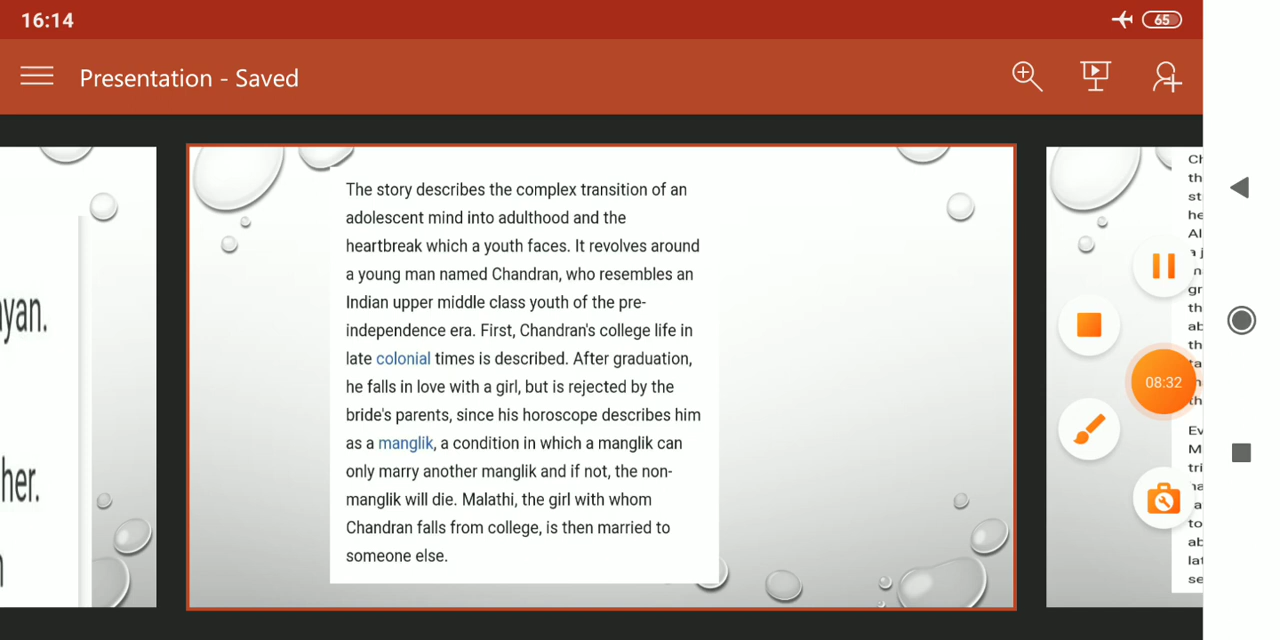 16:14
65
Presentation - Saved
yan.
her.
The story describes the complex transition of an
adolescent mind into adulthood and the
heartbreak which a youth faces. It revolves around
a young man named Chandran, who resembles an
Indian upper middle class youth of the pre-
independence era. First, Chandran's college life in
late colonial times is described. After graduation,
he falls in love with a girl, but is rejected by the
bride's parents, since his horoscope describes him
as a manglik, a condition in which a manglik can
only marry another manglik and if not, the non-
manglik will die. Malathi, the girl with whom
Chandran falls from college, is then married to
someone else.
08:32